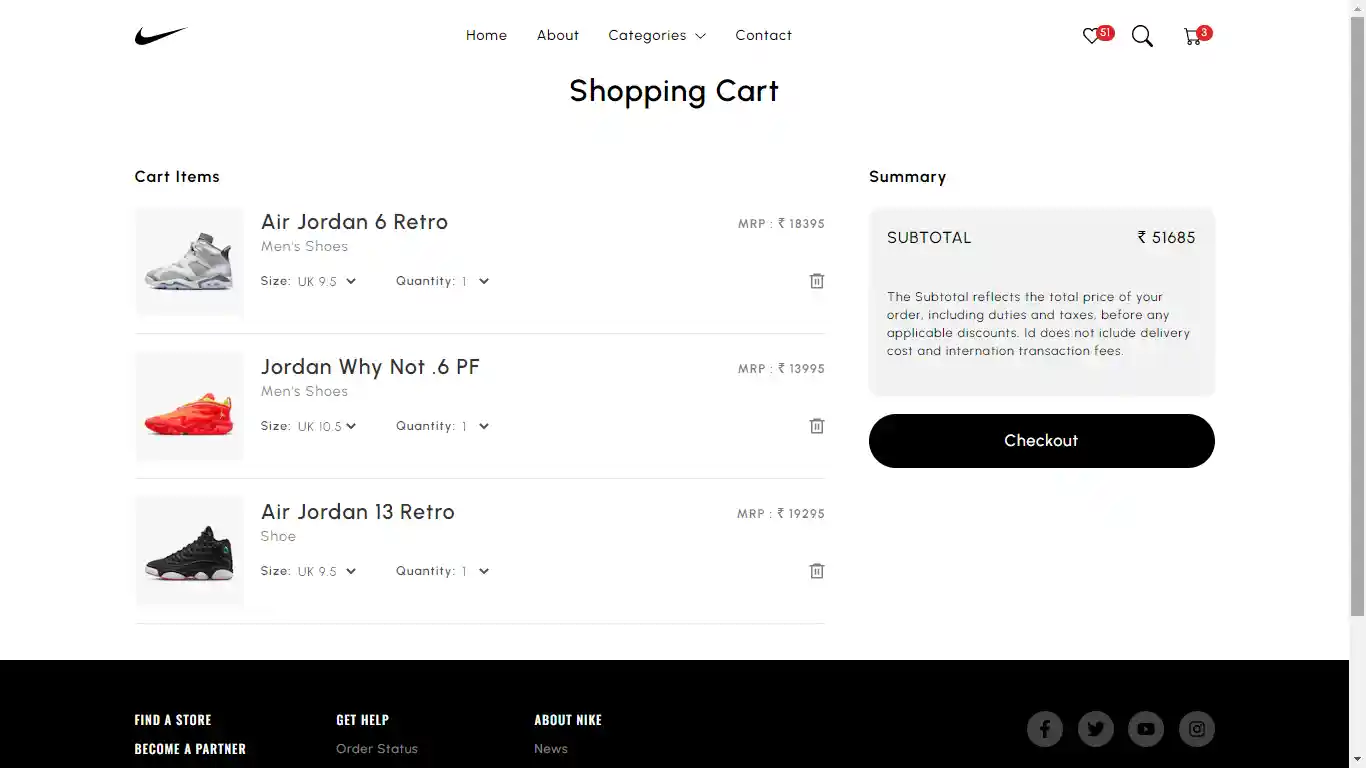 Home About Categories Contact 51 3
Shopping Cart
Cart Items
Air Jordan 6 Retro MRP : ₹ 18395
Men's Shoes
Size: UK 9.5 Quantity: 1
Jordan Why Not .6 PF MRP : ₹ 13995
Men's Shoes
Size: UK 10.5 Quantity: 1
Air Jordan 13 Retro MRP : ₹ 19295
Shoe
Size: UK 9.5 Quantity: 1
Summary
SUBTOTAL ₹ 51685
The Subtotal reflects the total price of your
order, including duties and taxes, before any
applicable discounts. Id does not iclude delivery
cost and internation transaction fees.
Checkout
FIND A STORE GET HELP ABOUT NIKE
BECOME A PARTNER Order Status News